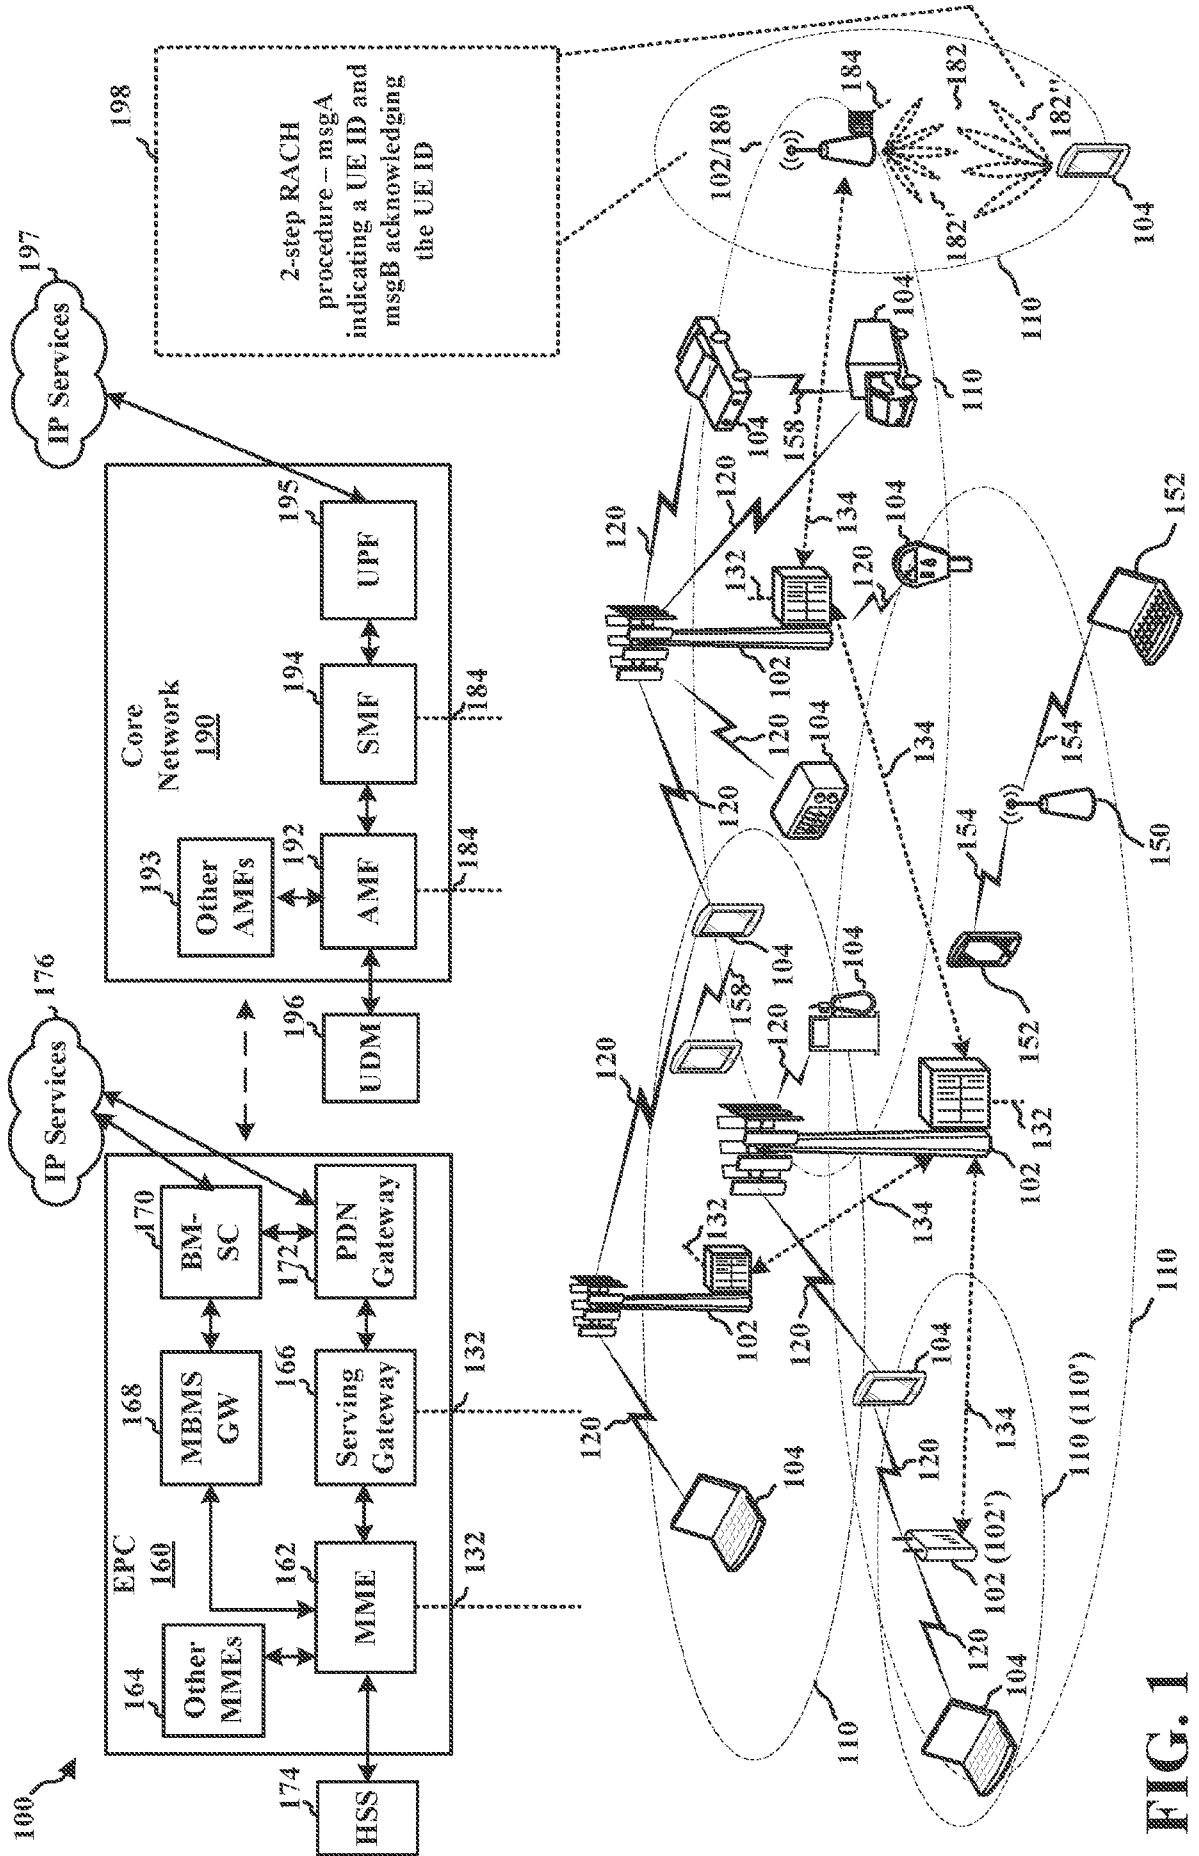 100
EPC
160
164
Other
MMEs
162
MME
HSS
174
168
MBMS
GW
166
Serving
Gateway
170
BM-
SC
172
PDN
Gateway
132
132
IP Services
176
Core
Network
190
193
Other
AMFs
192
AMF
196
UDM
194
SMF
195
UPF
184
184
IP Services
197
198
2-step RACH
procedure – msgA
indicating a UE ID and
msgB acknowledging
the UE ID
120
104
110
120
102
132
134
120
104
158
120
120
104
120
104
120
102
132
120
120
104
158
104
110
134
102/180
184
182
182'
182''
104
110
120
104
134
120
104
102
132
134
120
104
120
102 (102')
134
110 (110')
110
120
104
152
154
150
154
152
FIG. 1